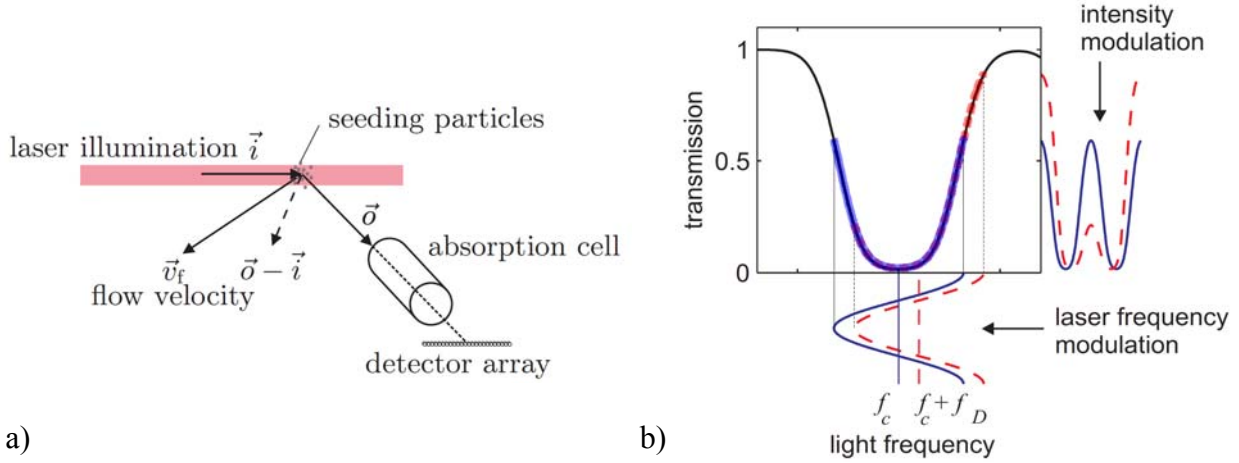 seeding particles
laser illumination i⃗
o⃗
absorption cell
v⃗f
o⃗ − i⃗
flow velocity
detector array
a)
intensity
modulation
1
0.5
0
transmission
laser frequency
modulation
fc
fc + fD
light frequency
b)